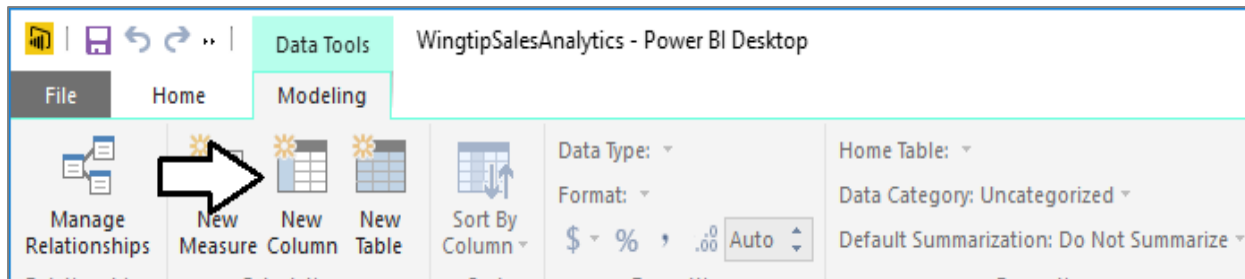 Data Tools
WingtipSalesAnalytics - Power BI Desktop
File
Home
Modeling
Manage
Relationships
New
Measure
New
Column
New
Table
Sort By
Column
Data Type:
Format:
$ % , .00 Auto
Home Table:
Data Category: Uncategorized
Default Summarization: Do Not Summarize